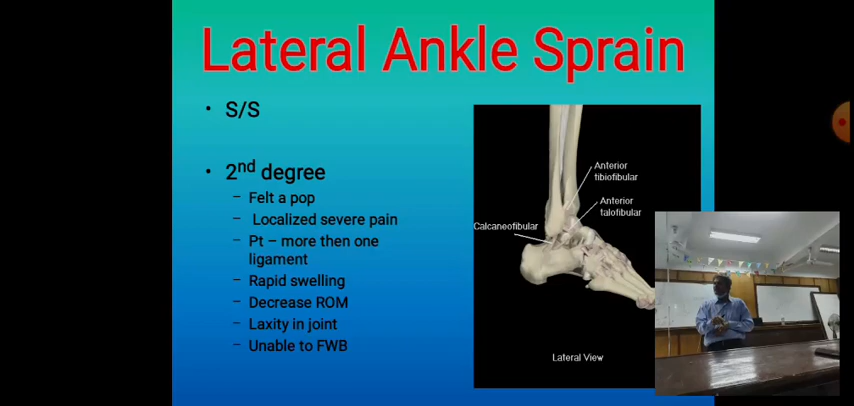 Lateral Ankle Sprain
• S/S
• 2nd degree
– Felt a pop
– Localized severe pain
– Pt – more then one
ligament
– Rapid swelling
– Decrease ROM
– Laxity in joint
– Unable to FWB
Anterior
tibiofibular
Anterior
talofibular
Calcaneofibular
Lateral View